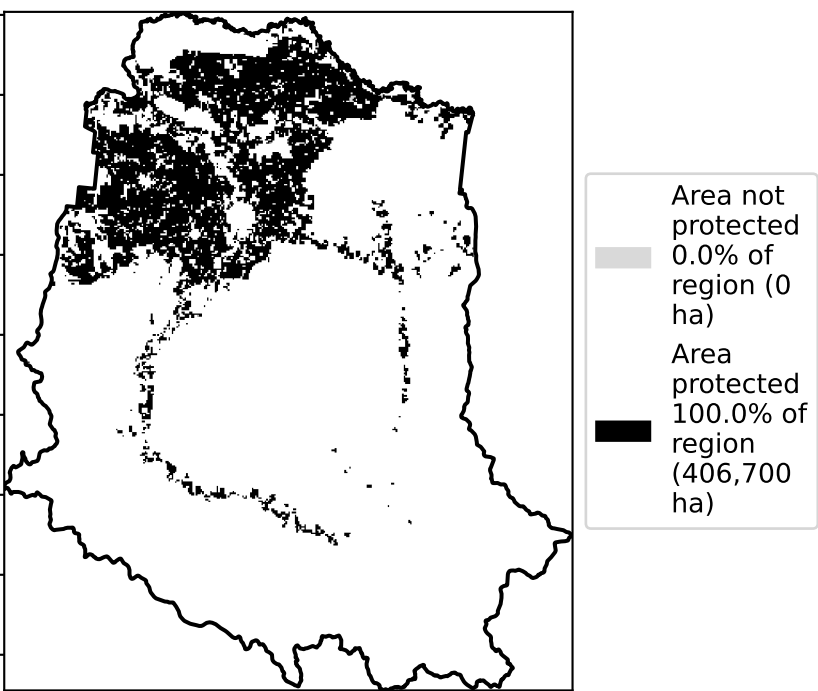 Area not
protected
0.0% of
region (0
ha)
Area
protected
100.0% of
region
(406,700
ha)